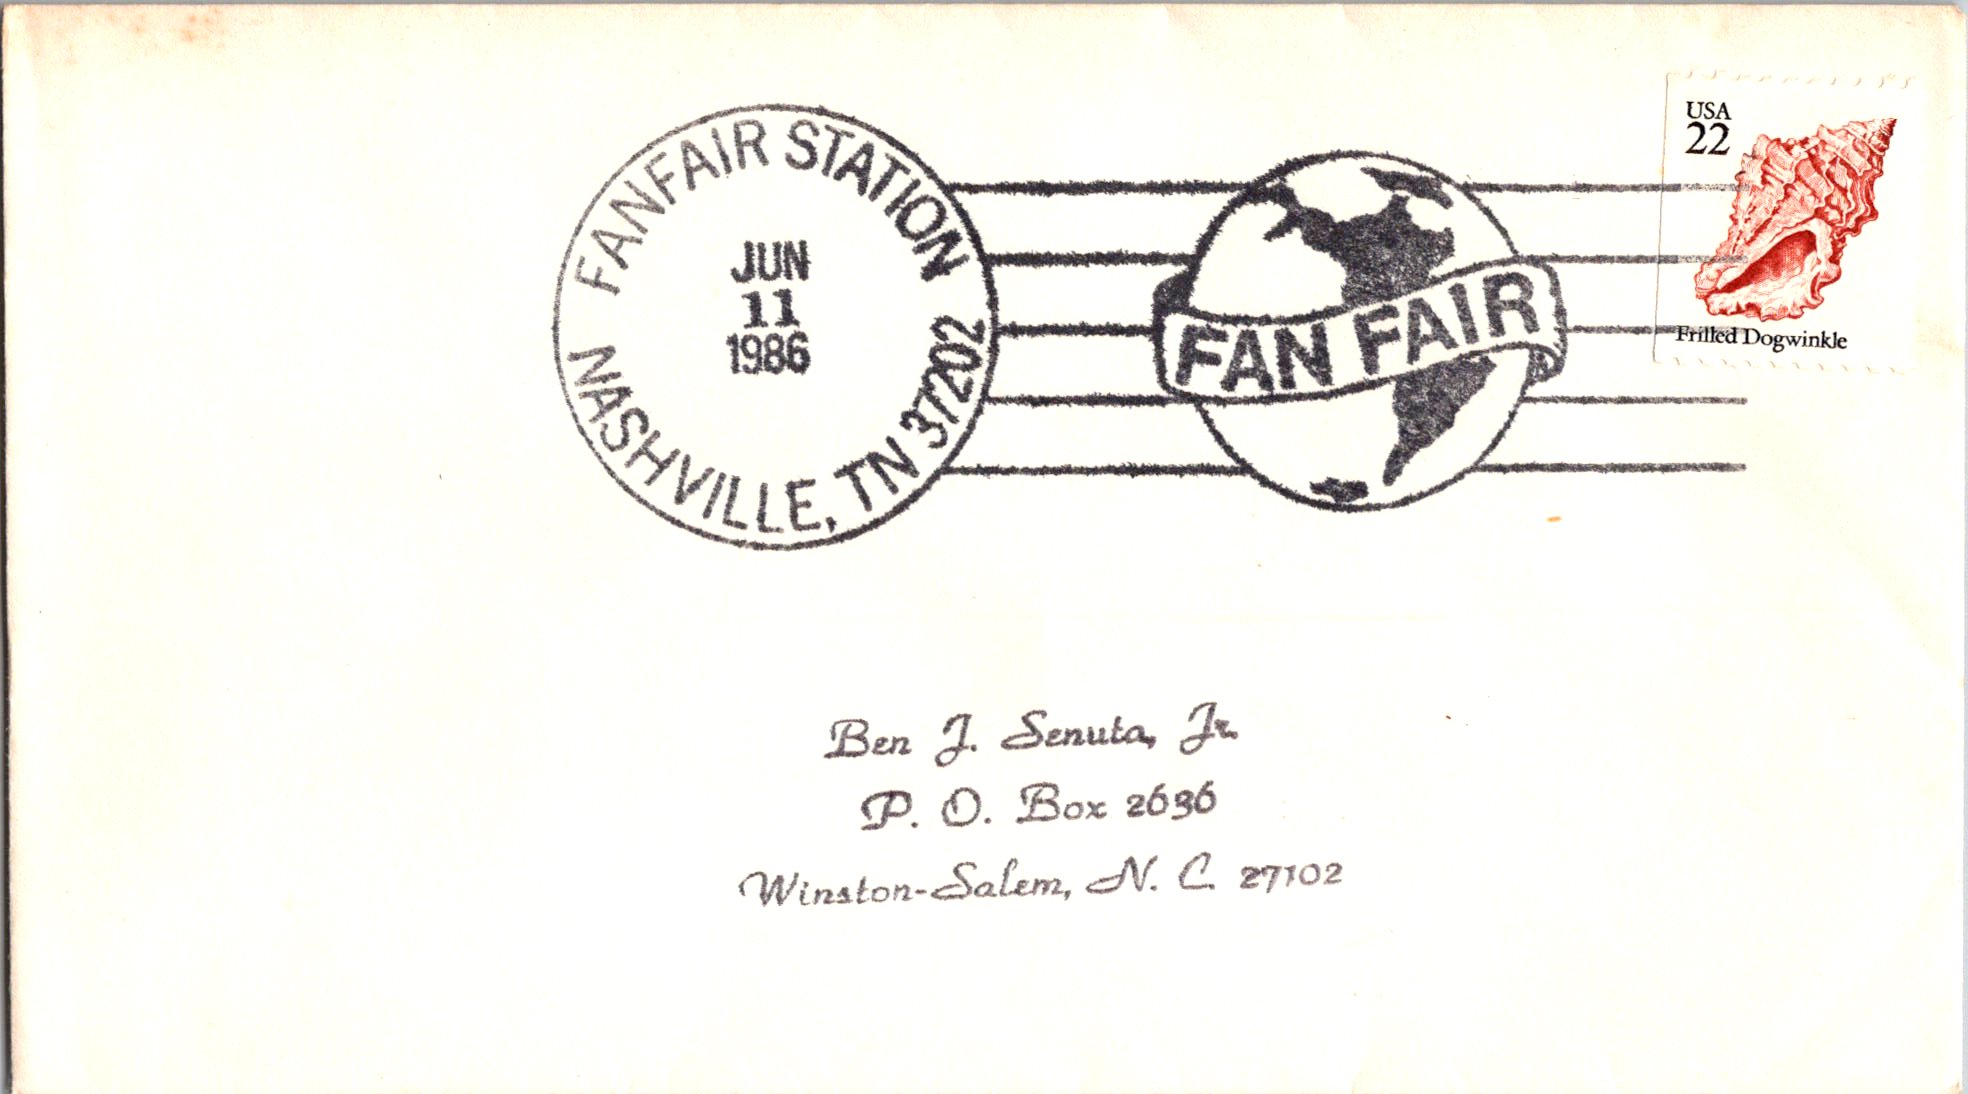 FANFAIR STATION
JUN
11
1986
NASHVILLE, TN 37202
FAN FAIR
USA
22
Frilled Dogwinkle
Ben J. Senuta, Jr.
P. O. Box 2636
Winston-Salem, N. C. 27102